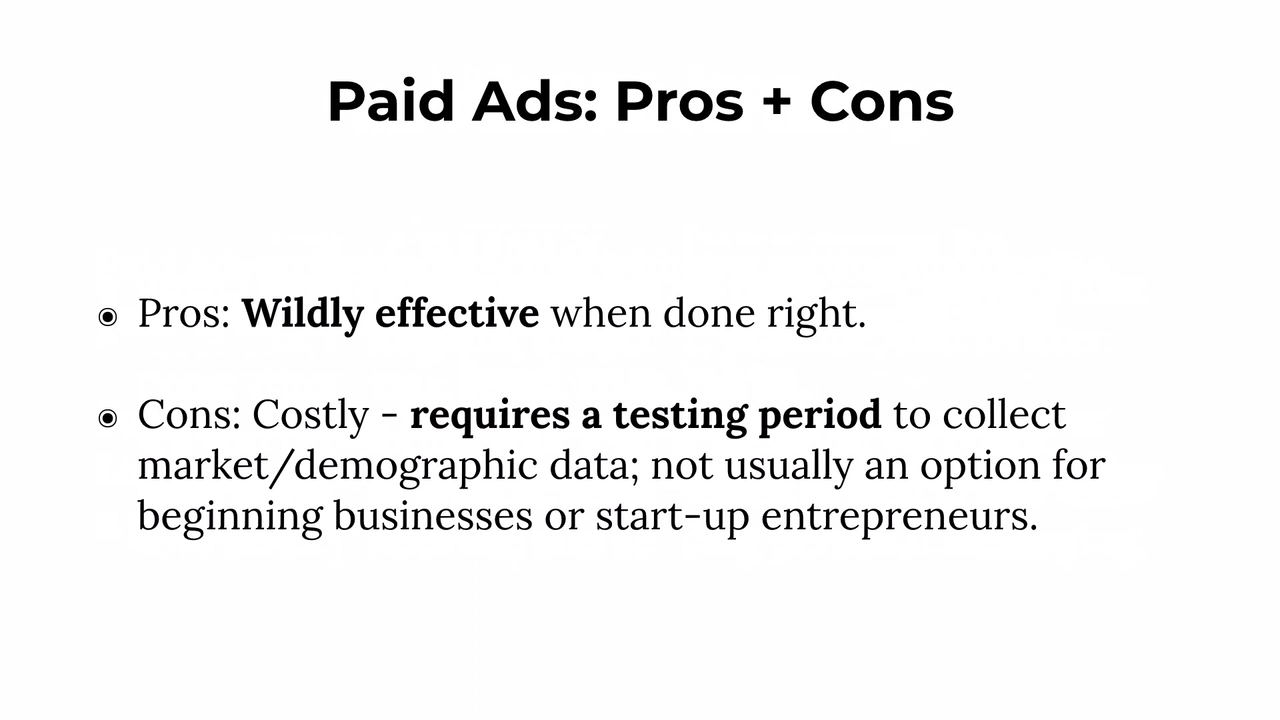 Paid Ads: Pros + Cons
Pros: Wildly effective when done right.
Cons: Costly - requires a testing period to collect
market/demographic data; not usually an option for
beginning businesses or start-up entrepreneurs.